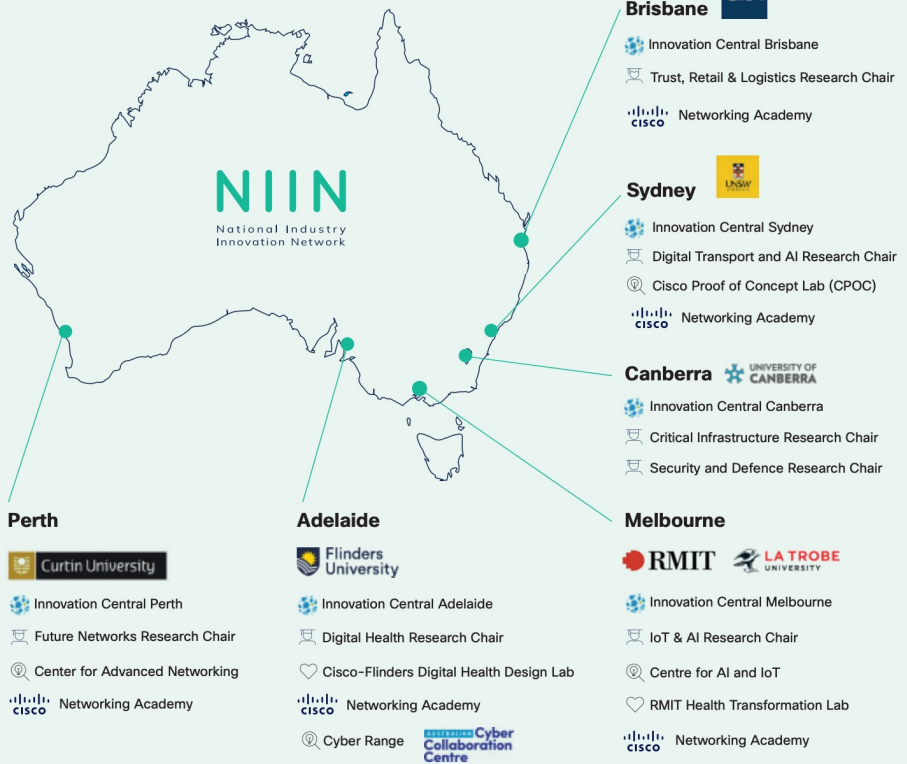 NIIN
National Industry
Innovation Network
Brisbane
Innovation Central Brisbane
Trust, Retail & Logistics Research Chair
CISCO Networking Academy
Sydney
UNSW
Innovation Central Sydney
Digital Transport and AI Research Chair
Cisco Proof of Concept Lab (CPOC)
CISCO Networking Academy
Canberra
UNIVERSITY OF
CANBERRA
Innovation Central Canberra
Critical Infrastructure Research Chair
Security and Defence Research Chair
Perth
Curtin University
Innovation Central Perth
Future Networks Research Chair
Center for Advanced Networking
CISCO Networking Academy
Adelaide
Flinders
University
Innovation Central Adelaide
Digital Health Research Chair
Cisco-Flinders Digital Health Design Lab
CISCO Networking Academy
Cyber Range
AUSTRALIAN Cyber
Collaboration
Centre
Melbourne
RMIT
LA TROBE
UNIVERSITY
Innovation Central Melbourne
IoT & AI Research Chair
Centre for AI and IoT
RMIT Health Transformation Lab
CISCO Networking Academy